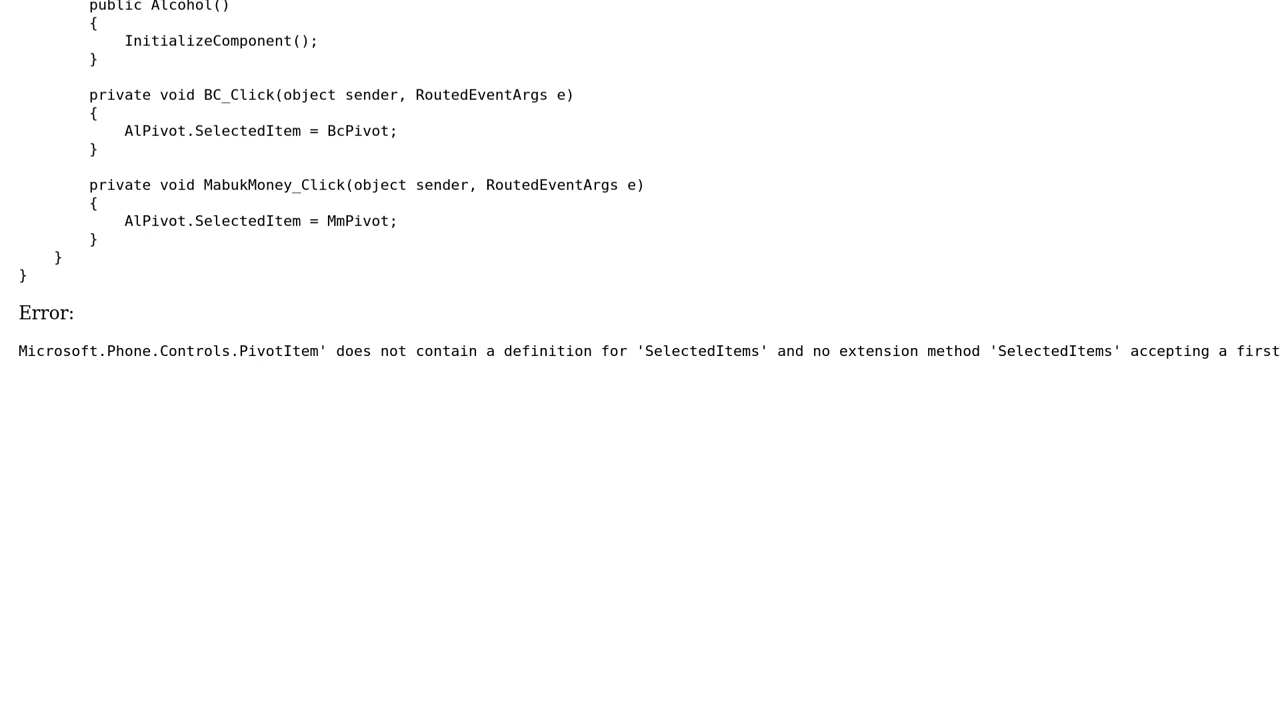 public Alcohol()
{
InitializeComponent();
}
private void BC_Click(object sender, RoutedEventArgs e)
{
AlPivot.SelectedItem = BcPivot;
}
private void MabukMoney_Click(object sender, RoutedEventArgs e)
{
AlPivot.SelectedItem = MmPivot;
}
}
}
Error:
Microsoft.Phone.Controls.PivotItem' does not contain a definition for 'SelectedItems' and no extension method 'SelectedItems' accepting a first